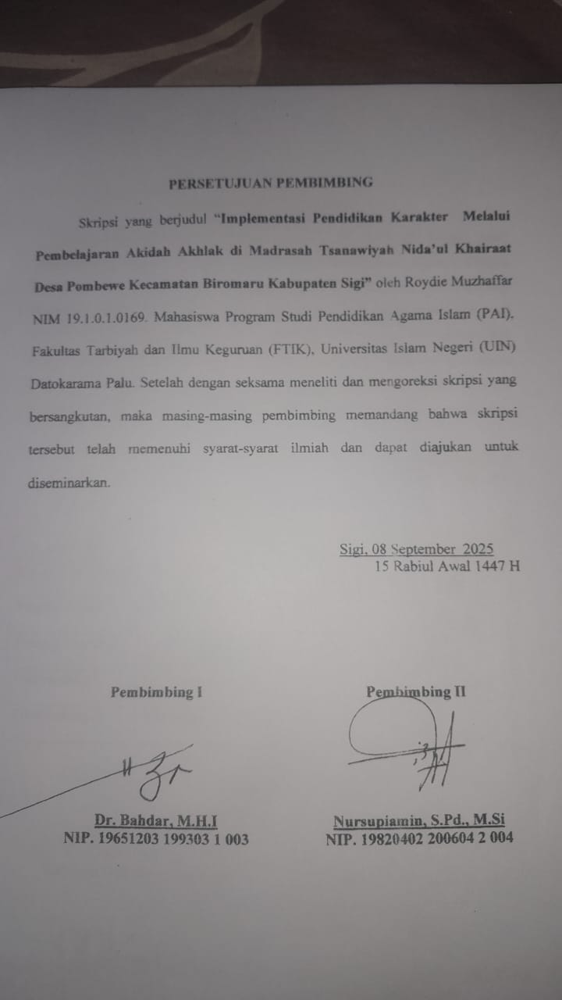 PERSETUJUAN PEMBIMBING
Skripsi yang berjudul “Implementasi Pendidikan Karakter Melalui
Pembelajaran Akidah Akhlak di Madrasah Tsanawiyah Nida’ul Khairaat
Desa Pombewe Kecamatan Biromaru Kabupaten Sigi” oleh Roydie Muzhaffar
NIM 19.1.0.1.0169. Mahasiswa Program Studi Pendidikan Agama Islam (PAI).
Fakultas Tarbiyah dan Ilmu Keguruan (FTIK), Universitas Islam Negeri (UIN)
Datokarama Palu. Setelah dengan seksama meneliti dan mengoreksi skripsi yang
bersangkutan, maka masing-masing pembimbing memandang bahwa skripsi
tersebut telah memenuhi syarat-syarat ilmiah dan dapat diajukan untuk
diseminarkan.
Sigi, 08 September 2025
15 Rabiul Awal 1447 H
Pembimbing I
Pembimbing II
Dr. Bahdar, M.H.I
NIP. 19651203 199303 1 003
Nursupiamin, S.Pd., M.Si
NIP. 19820402 200604 2 004